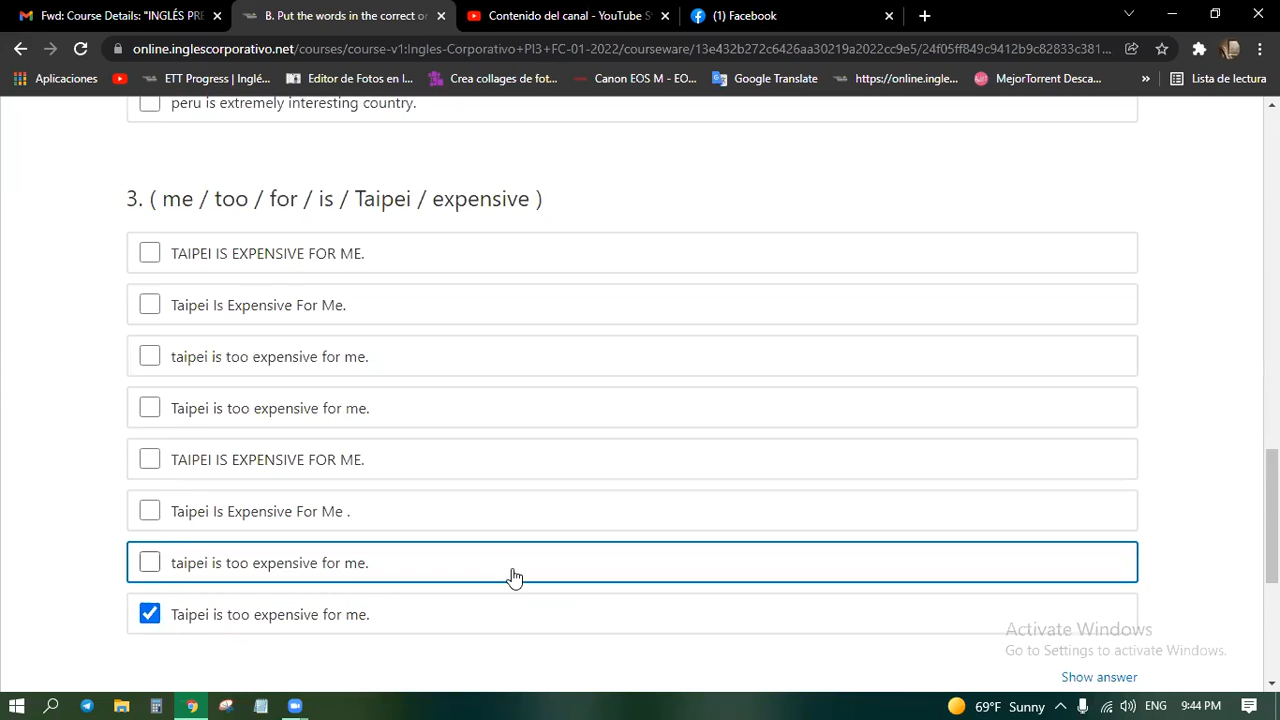 Fwd: Course Details: "INGLÉS PRE
B. Put the words in the correct or
Contenido del canal - YouTube S
(1) Facebook
online.inglescorporativo.net/courses/course-v1:Ingles-Corporativo+PI3+FC-01-2022/courseware/13e432b272c6426aa30219a2022cc9e5/24f05ff849c9412b9c82833c381...
Aplicaciones
ETT Progress | Inglé...
Editor de Fotos en l...
Crea collages de fot...
Canon EOS M - EO...
Google Translate
https://online.ingle...
MejorTorrent Desca...
»
Lista de lectura
peru is extremely interesting country.
3. ( me / too / for / is / Taipei / expensive )
TAIPEI IS EXPENSIVE FOR ME.
Taipei Is Expensive For Me.
taipei is too expensive for me.
Taipei is too expensive for me.
TAIPEI IS EXPENSIVE FOR ME.
Taipei Is Expensive For Me .
taipei is too expensive for me.
Taipei is too expensive for me.
Activate Windows
Go to Settings to activate Windows.
Show answer
69°F Sunny
ENG
9:44 PM